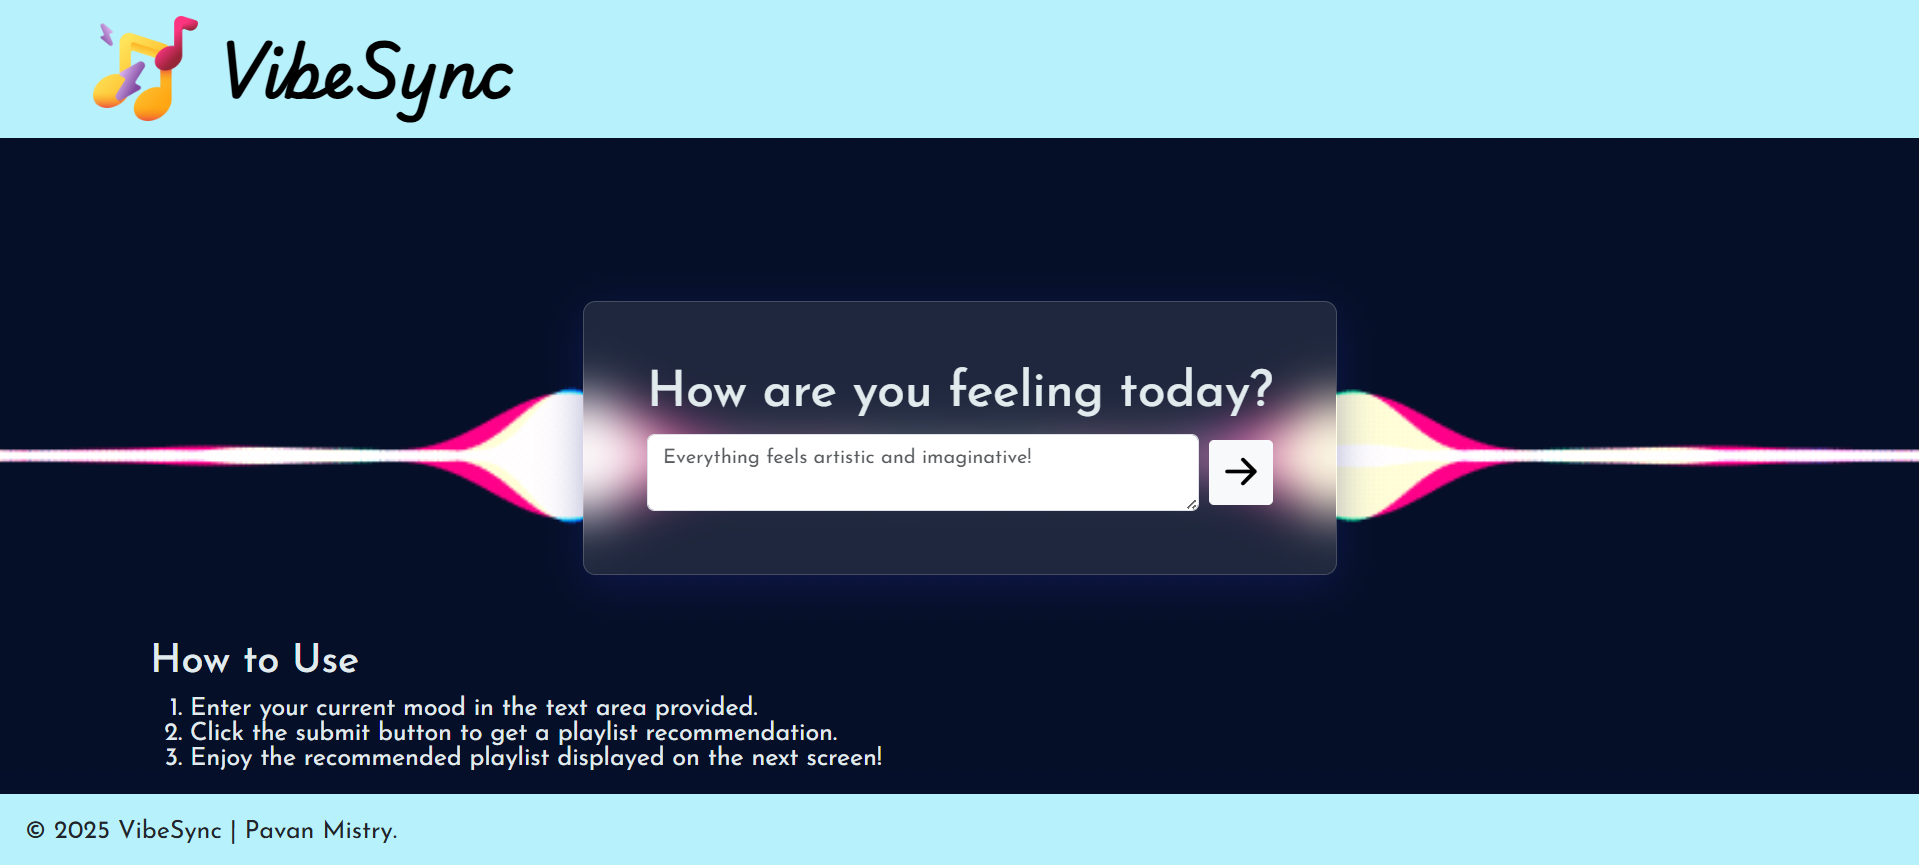 VibeSync
How are you feeling today?
Everything feels artistic and imaginative!
How to Use
1. Enter your current mood in the text area provided.
2. Click the submit button to get a playlist recommendation.
3. Enjoy the recommended playlist displayed on the next screen!
© 2025 VibeSync | Pavan Mistry.